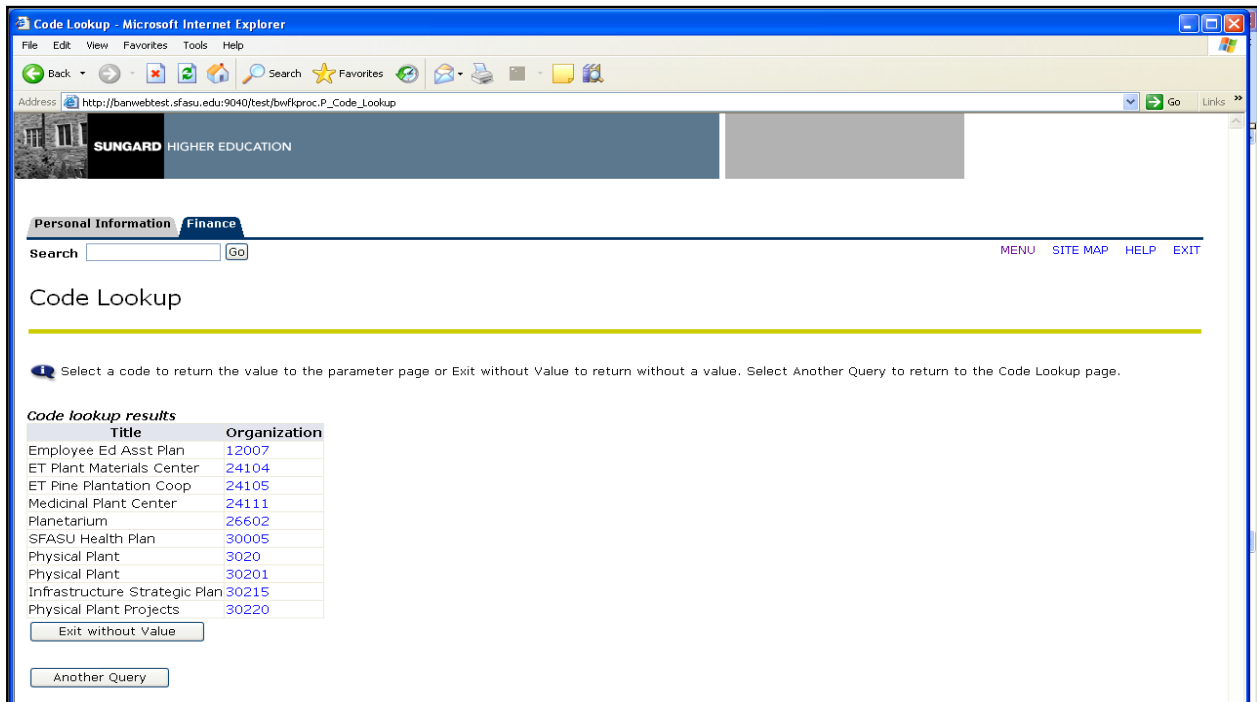 Code Lookup - Microsoft Internet Explorer
File Edit View Favorites Tools Help
Back Search Favorites
Address http://banwebtest.sfasu.edu:9040/test/bwfkproc.P_Code_Lookup Go Links »
SUNGARD HIGHER EDUCATION
Personal Information Finance
Search Go MENU SITE MAP HELP EXIT
Code Lookup
Select a code to return the value to the parameter page or Exit without Value to return without a value. Select Another Query to return to the Code Lookup page.
Code lookup results
Title Organization
Employee Ed Asst Plan 12007
ET Plant Materials Center 24104
ET Pine Plantation Coop 24105
Medicinal Plant Center 24111
Planetarium 26602
SFASU Health Plan 30005
Physical Plant 3020
Physical Plant 30201
Infrastructure Strategic Plan 30215
Physical Plant Projects 30220
Exit without Value
Another Query